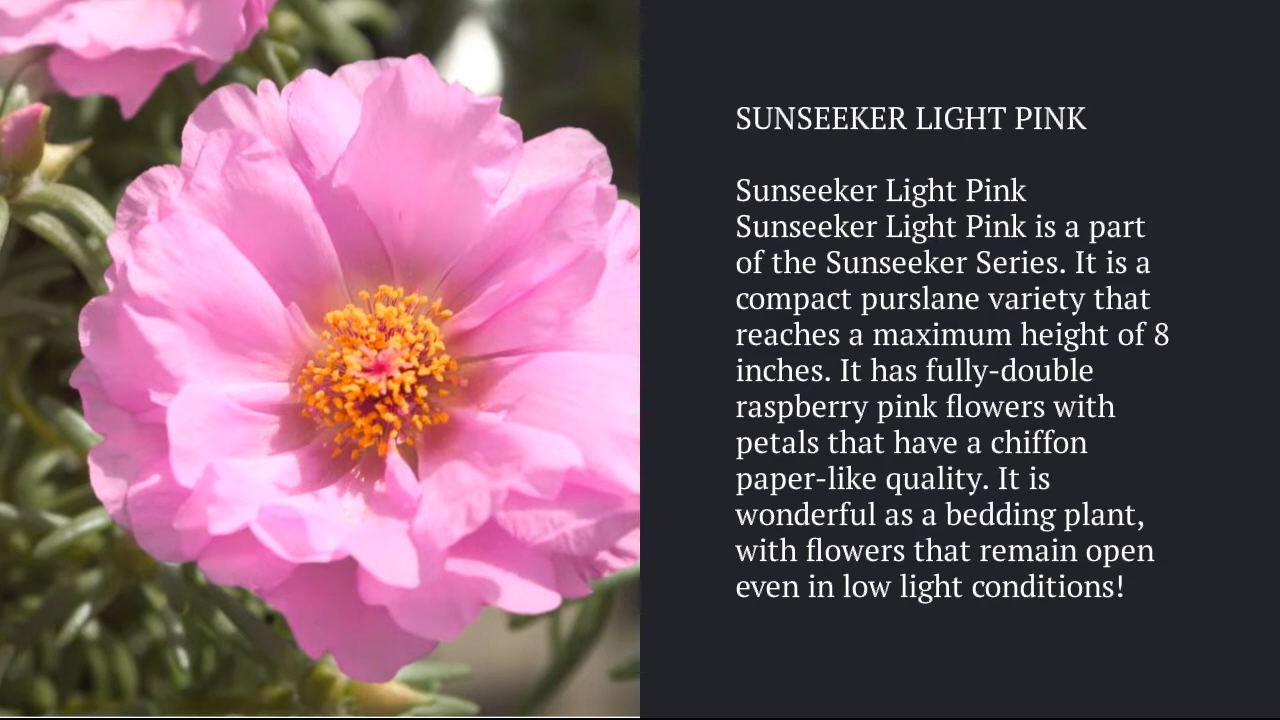 SUNSEEKER LIGHT PINK
Sunseeker Light Pink
Sunseeker Light Pink is a part
of the Sunseeker Series. It is a
compact purslane variety that
reaches a maximum height of 8
inches. It has fully-double
raspberry pink flowers with
petals that have a chiffon
paper-like quality. It is
wonderful as a bedding plant,
with flowers that remain open
even in low light conditions!